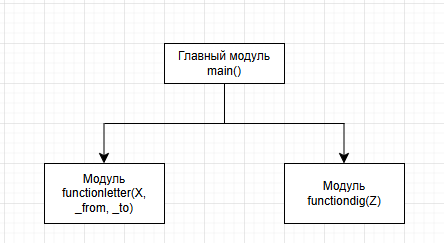 Главный модуль
main()
Модуль
functionletter(X,
_from, _to)
Модуль
functiondig(Z)